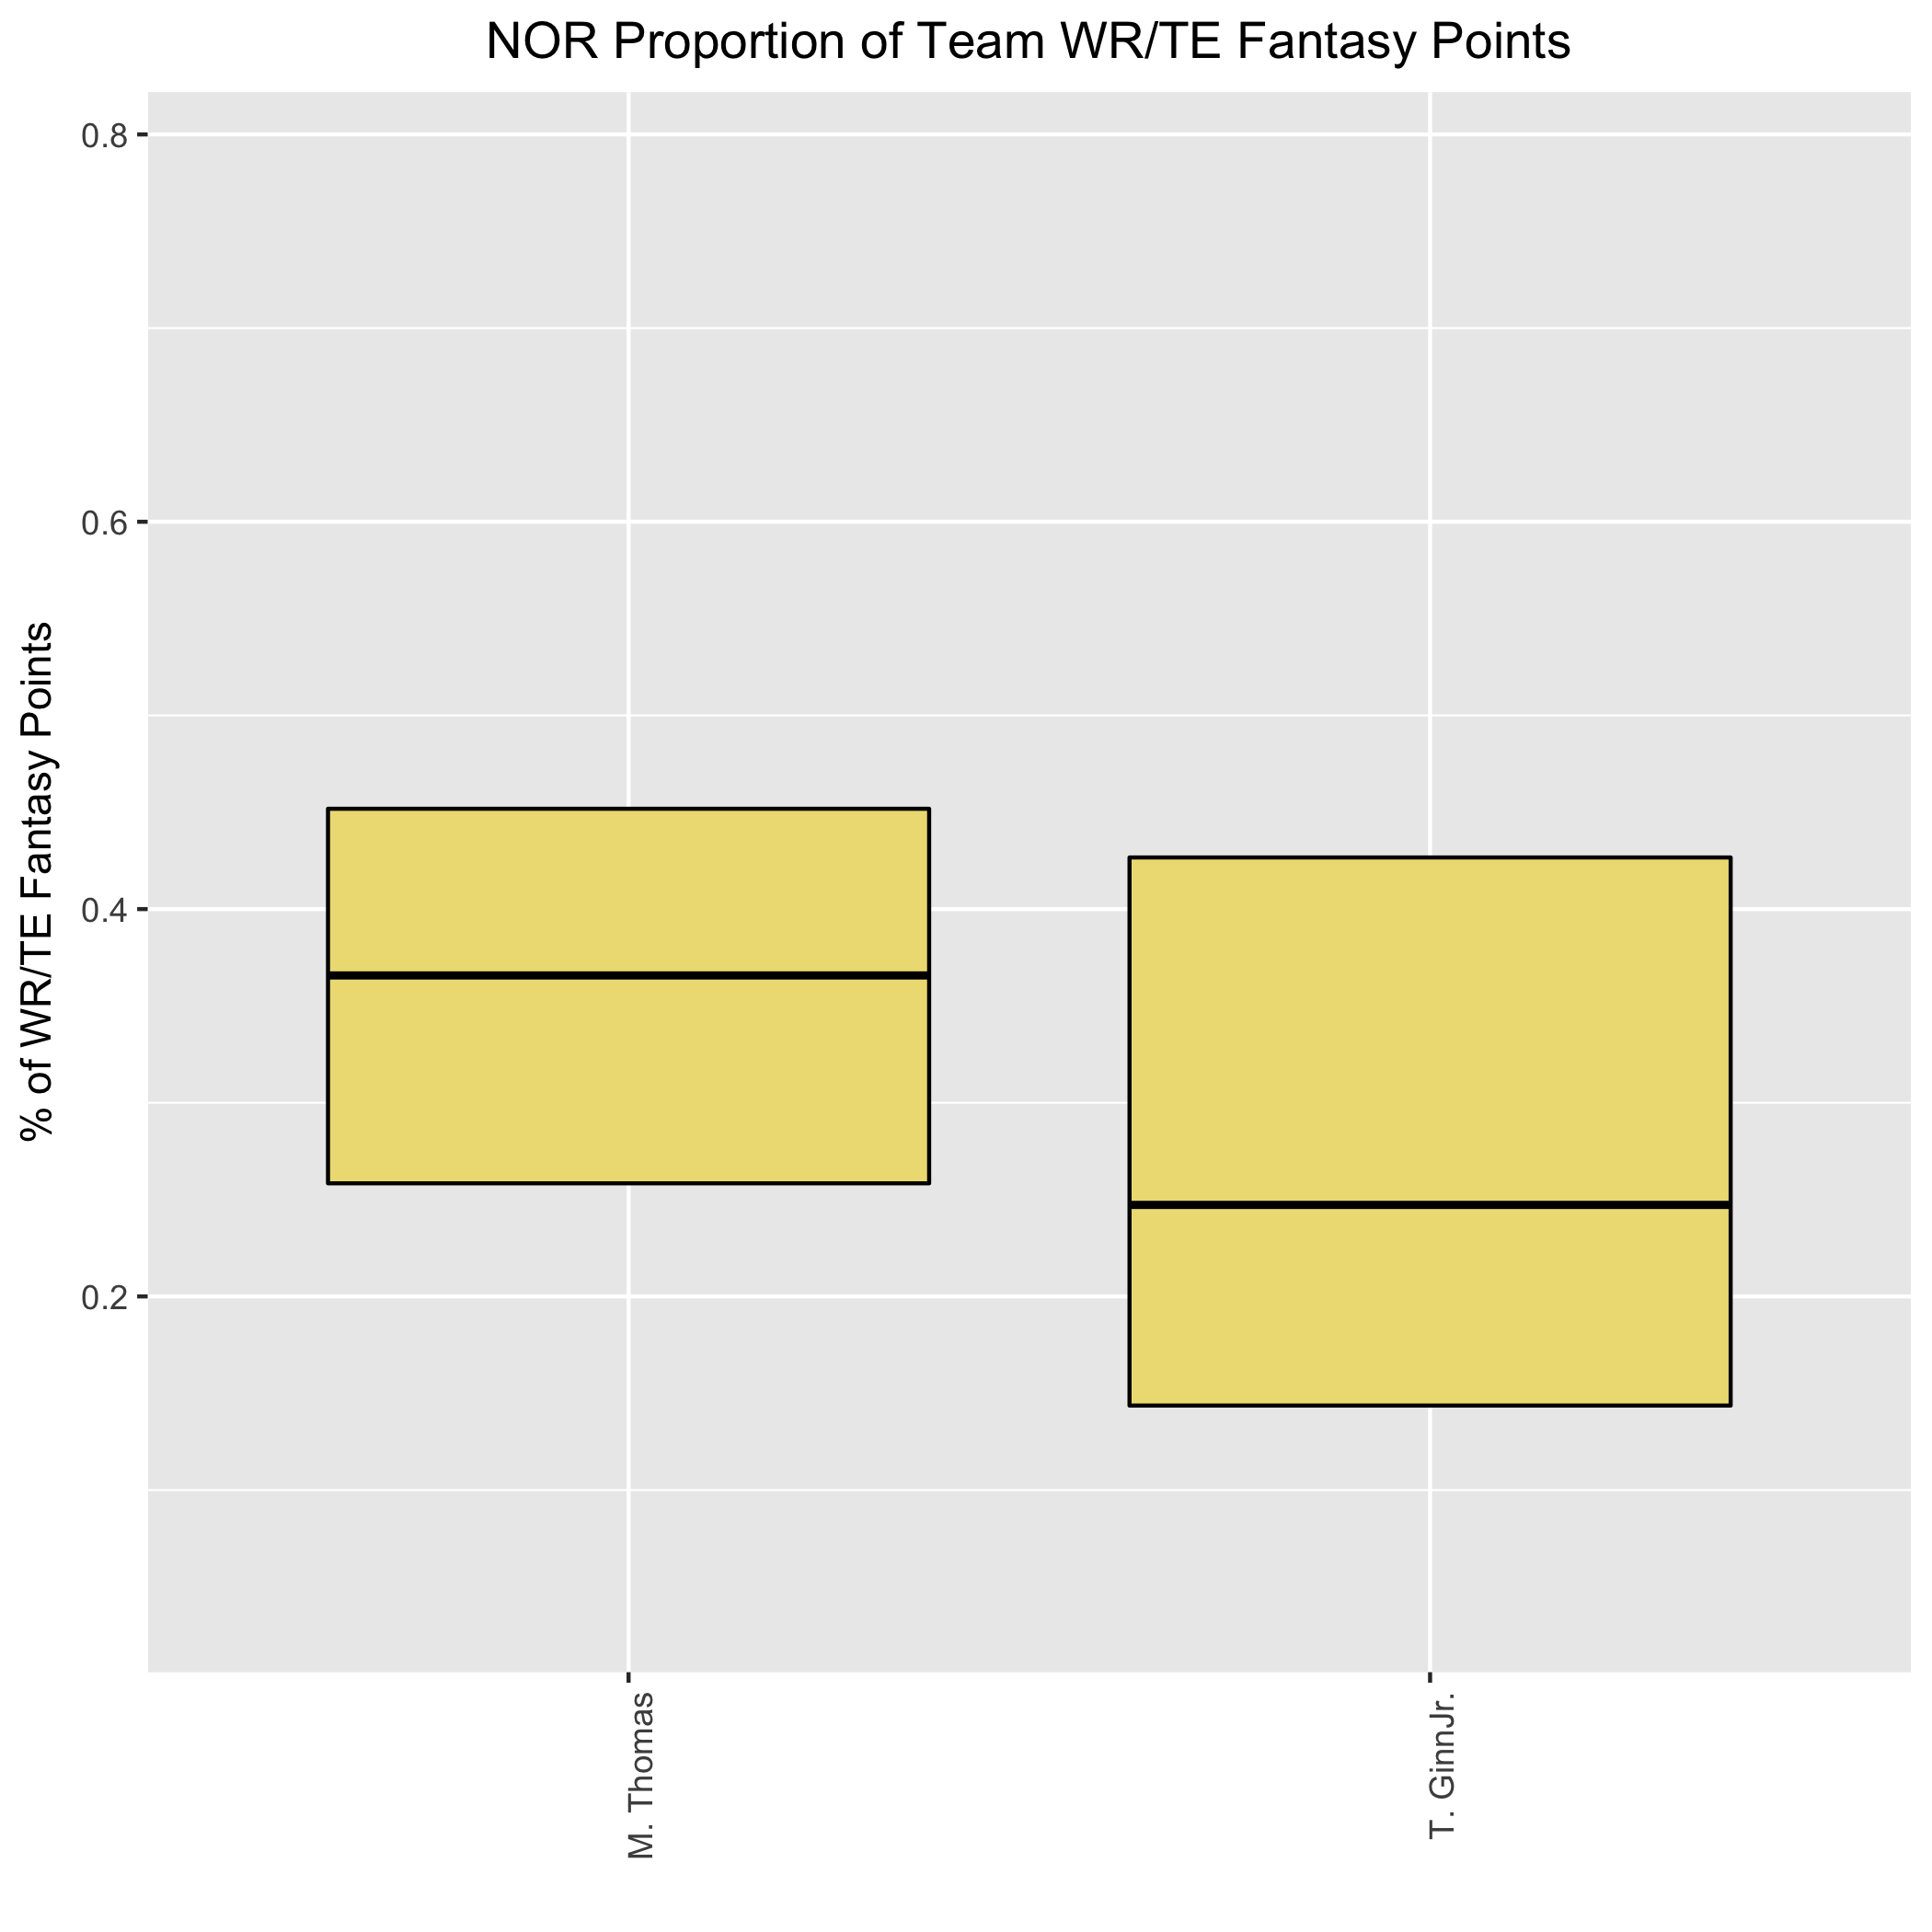 NOR Proportion of Team WR/TE Fantasy Points
% of WR/TE Fantasy Points
0.8
0.6
0.4
0.2
M. Thomas
T. GinnJr.